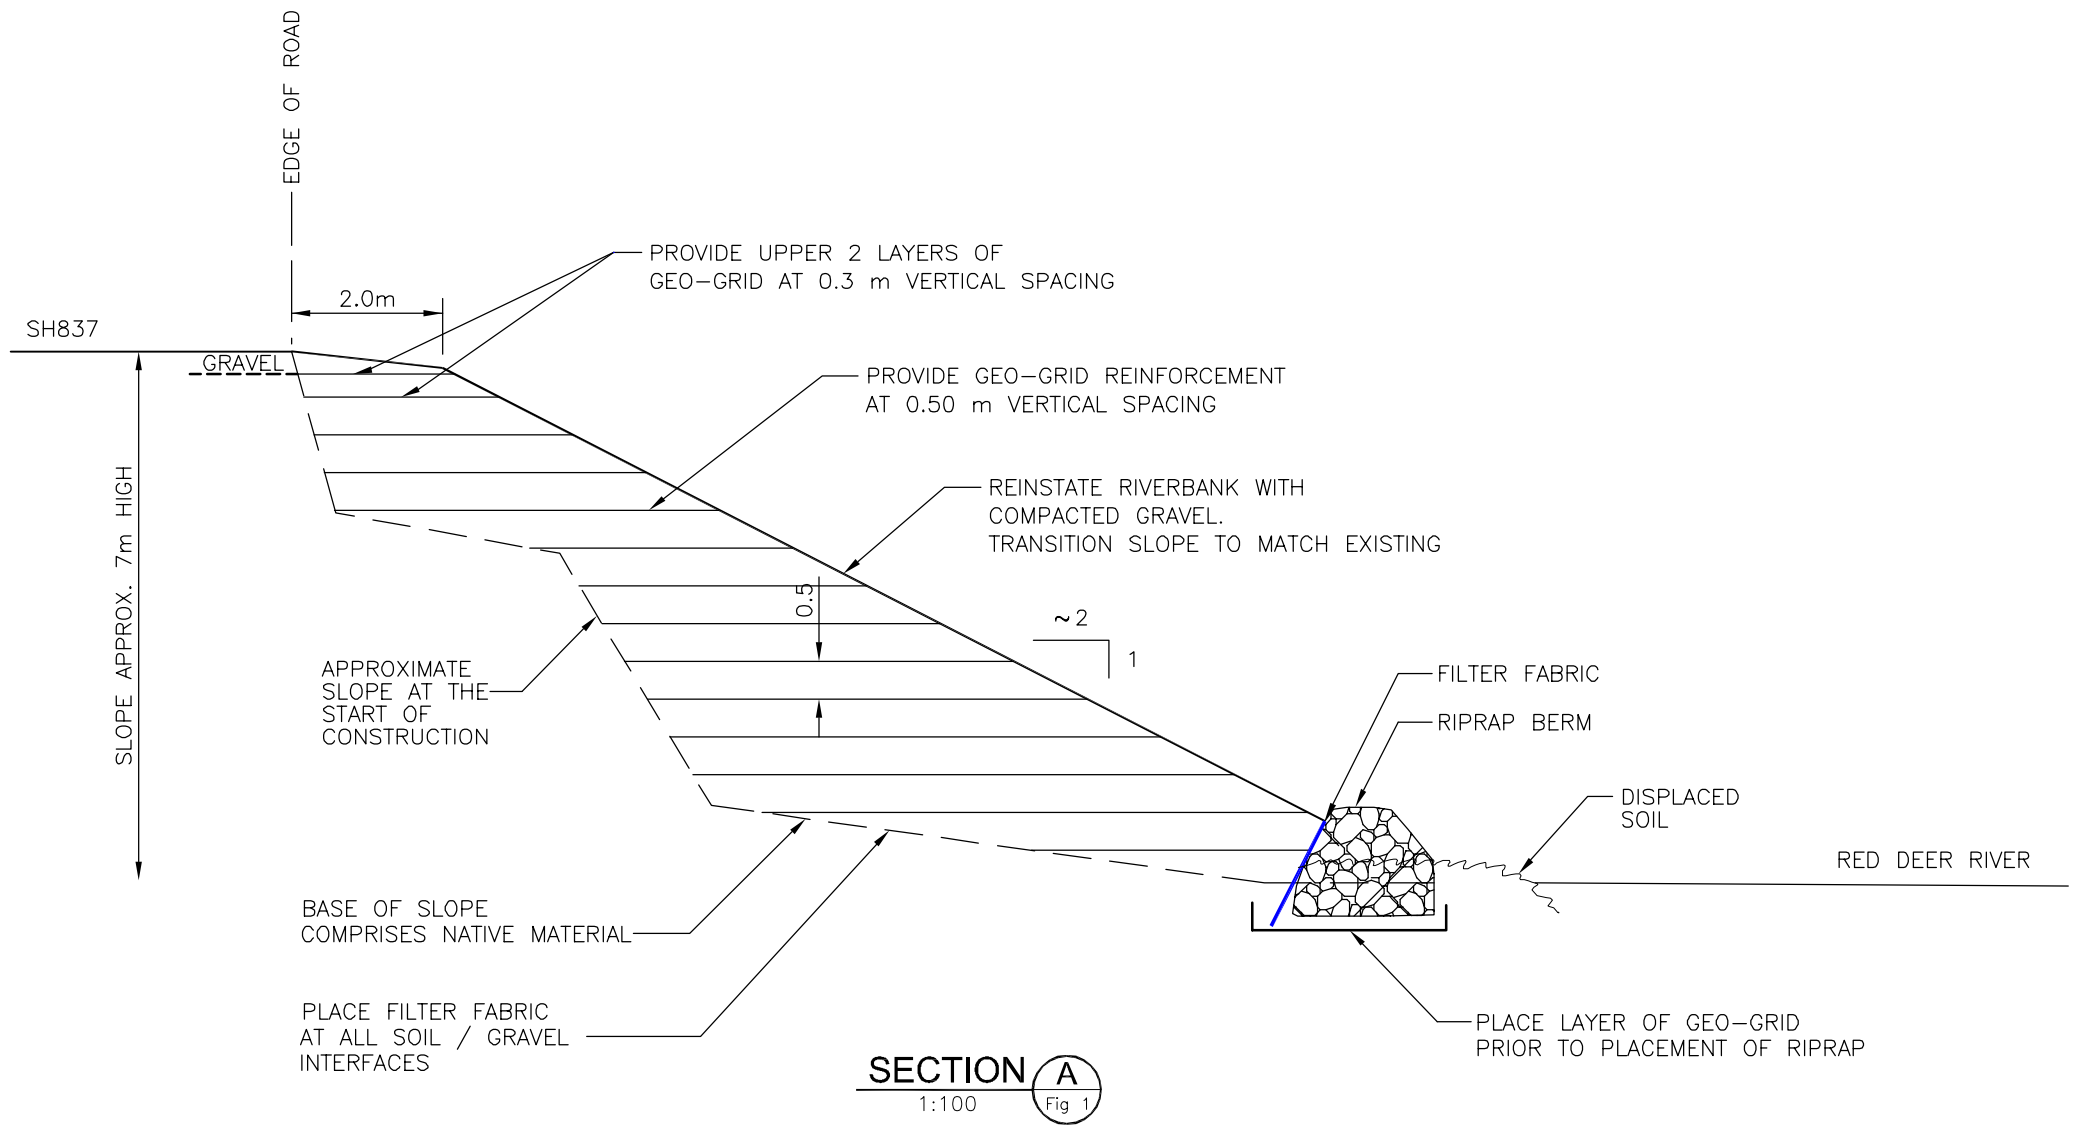 EDGE OF ROAD
PROVIDE UPPER 2 LAYERS OF
GEO-GRID AT 0.3 m VERTICAL SPACING
2.0m
SH837
GRAVEL
PROVIDE GEO-GRID REINFORCEMENT
AT 0.50 m VERTICAL SPACING
REINSTATE RIVERBANK WITH
COMPACTED GRAVEL.
TRANSITION SLOPE TO MATCH EXISTING
SLOPE APPROX. 7m HIGH
0.5
~2
1
APPROXIMATE
SLOPE AT THE
START OF
CONSTRUCTION
FILTER FABRIC
RIPRAP BERM
DISPLACED
SOIL
RED DEER RIVER
BASE OF SLOPE
COMPRISES NATIVE MATERIAL
PLACE FILTER FABRIC
AT ALL SOIL / GRAVEL
INTERFACES
PLACE LAYER OF GEO-GRID
PRIOR TO PLACEMENT OF RIPRAP
SECTION A
1:100 Fig 1